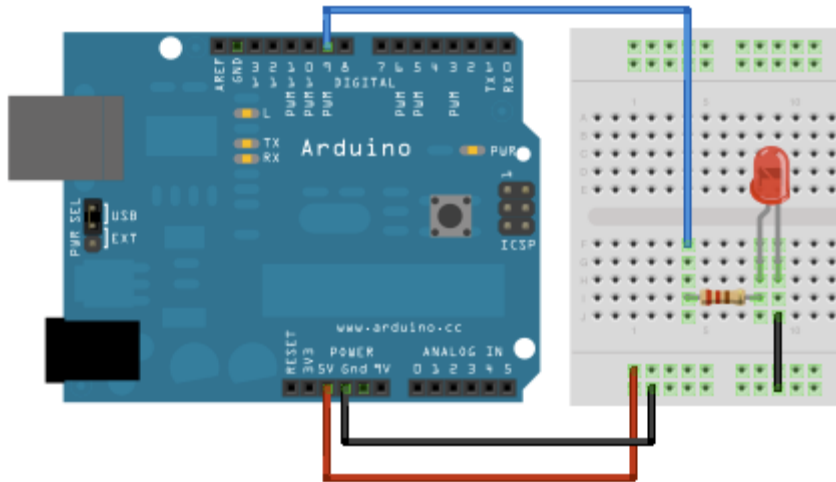 AREF GND 13 12 11 10 9 8 7 6 5 4 3 2 1 0
PWM PWM PWM PWM PWM PWM TX RX
DIGITAL
L
TX
RX
Arduino
PWR
1
PWR SEL
USB
EXT
ICSP
www.arduino.cc
POWER
ANALOG IN
RESET 3V3 5V Gnd 9V 0 1 2 3 4 5
1 5 10
A
B
C
D
E
F
G
H
I
J
1 5 10